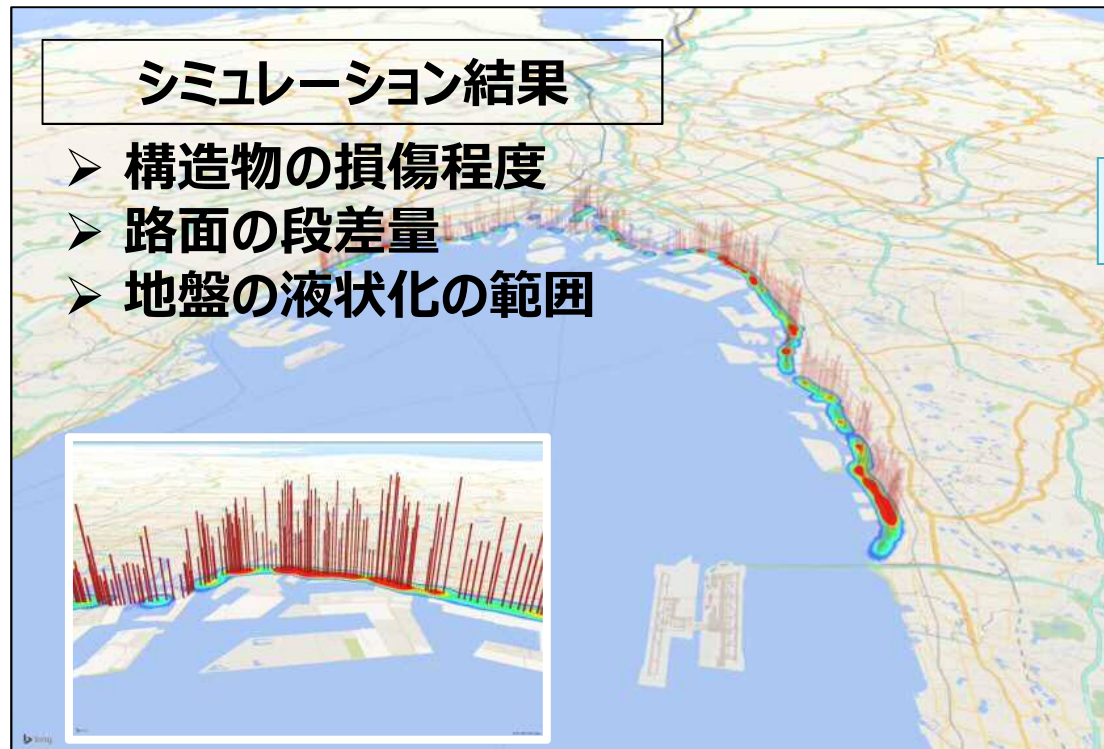 シミュレーション結果
➢ 構造物の損傷程度
➢ 路面の段差量
➢ 地盤の液状化の範囲
bing